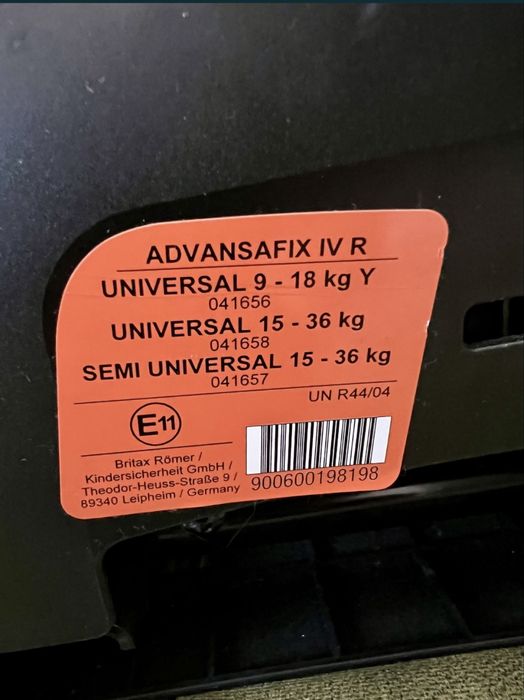 ADVANSAFIX IV R
UNIVERSAL 9 - 18 kg Y
041656
UNIVERSAL 15 - 36 kg
041658
SEMI UNIVERSAL 15 - 36 kg
041657
UN R44/04
E11
Britax Römer /
Kindersicherheit GmbH /
Theodor-Heuss-Straße 9 /
89340 Leipheim / Germany
900600198198